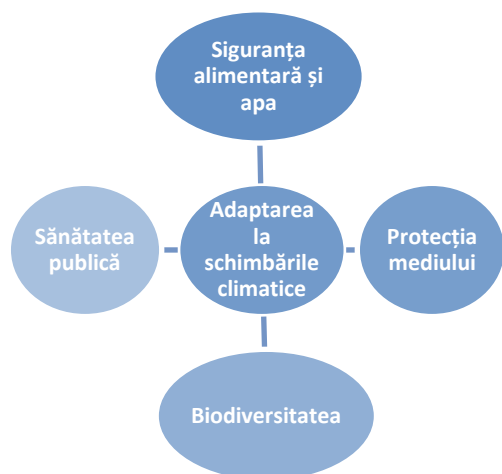 Siguranța
alimentară și
apa
Sănătatea
publică
Adaptarea
la
schimbările
climatice
Protecția
mediului
Biodiversitatea